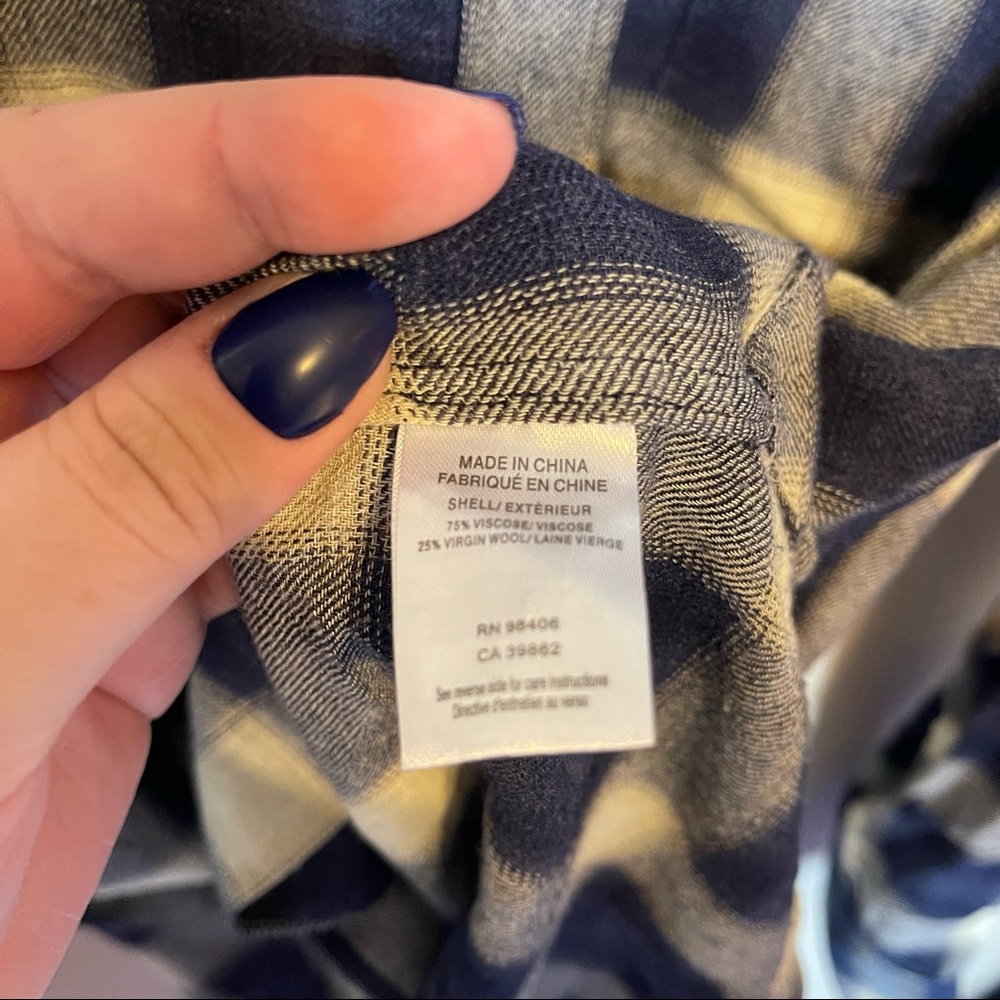 MADE IN CHINA
FABRIQUÉ EN CHINE
SHELL/EXTÉRIEUR
75% VISCOSE/VISCOSE
25% VIRGIN WOOL/LAINE VIERGE
RN 98406
CA 39862
See reverse side for care instructions
Directive d'entretien au verso